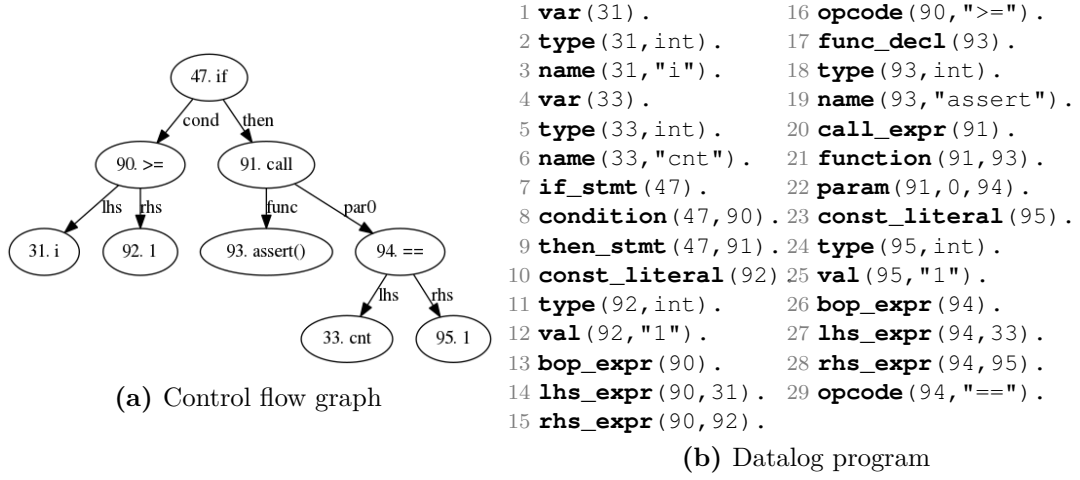 47. if
cond
then
90. >=
91. call
lhs
rhs
func
par0
31. i
92. 1
93. assert()
94. ==
lhs
rhs
33. cnt
95. 1
(a) Control flow graph
1 var(31).
2 type(31,int).
3 name(31,"i").
4 var(33).
5 type(33,int).
6 name(33,"cnt").
7 if_stmt(47).
8 condition(47,90).
9 then_stmt(47,91).
10 const_literal(92).
11 type(92,int).
12 val(92,"1").
13 bop_expr(90).
14 lhs_expr(90,31).
15 rhs_expr(90,92).
16 opcode(90,">=").
17 func_decl(93).
18 type(93,int).
19 name(93,"assert").
20 call_expr(91).
21 function(91,93).
22 param(91,0,94).
23 const_literal(95).
24 type(95,int).
25 val(95,"1").
26 bop_expr(94).
27 lhs_expr(94,33).
28 rhs_expr(94,95).
29 opcode(94,"==").
(b) Datalog program